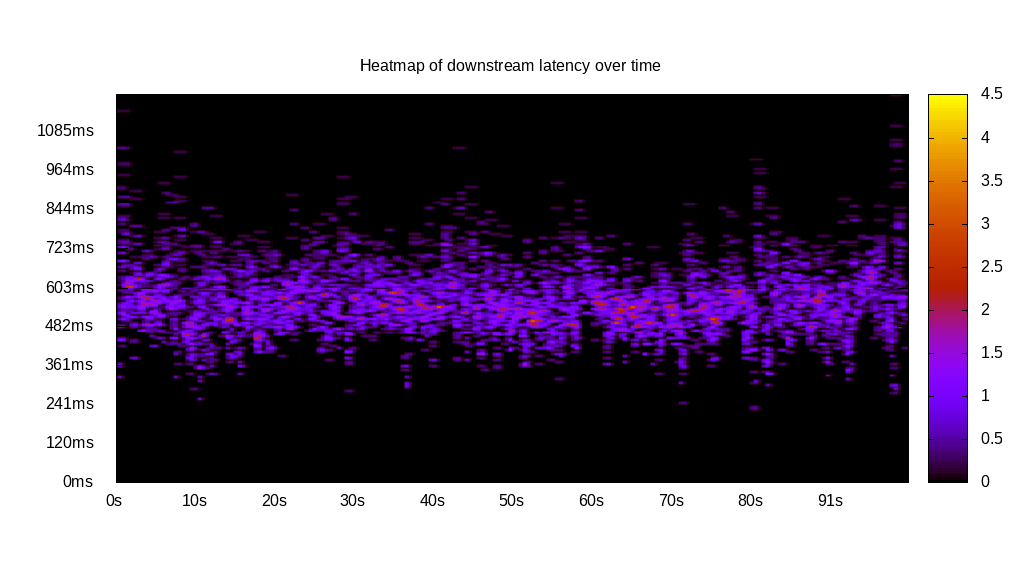 Heatmap of downstream latency over time
1085ms
964ms
844ms
723ms
603ms
482ms
361ms
241ms
120ms
0ms
0s 10s 20s 30s 40s 50s 60s 70s 80s 91s
4.5
4
3.5
3
2.5
2
1.5
1
0.5
0